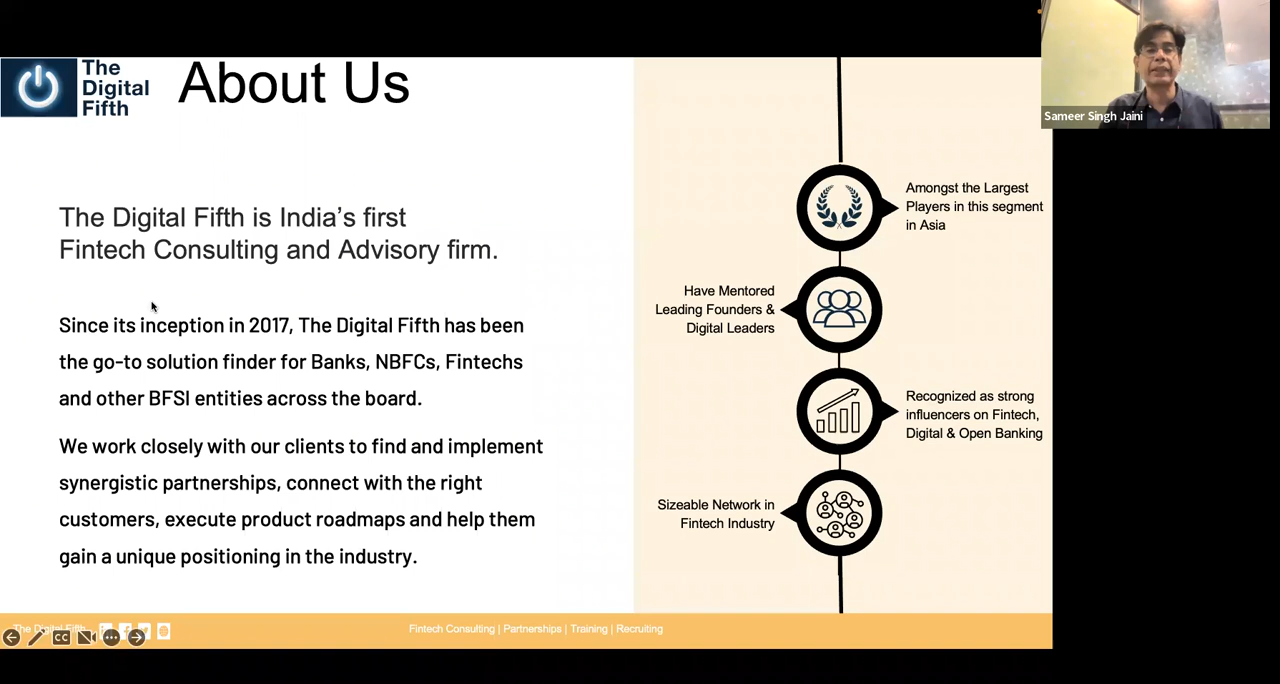 The
Digital
Fifth
About Us
Sameer Singh Jaini
The Digital Fifth is India’s first
Fintech Consulting and Advisory firm.
Since its inception in 2017, The Digital Fifth has been
the go-to solution finder for Banks, NBFCs, Fintechs
and other BFSI entities across the board.
We work closely with our clients to find and implement
synergistic partnerships, connect with the right
customers, execute product roadmaps and help them
gain a unique positioning in the industry.
Amongst the Largest
Players in this segment
in Asia
Have Mentored
Leading Founders &
Digital Leaders
Recognized as strong
influencers on Fintech,
Digital & Open Banking
Sizeable Network in
Fintech Industry
The Digital Fifth
CC
Fintech Consulting | Partnerships | Training | Recruiting